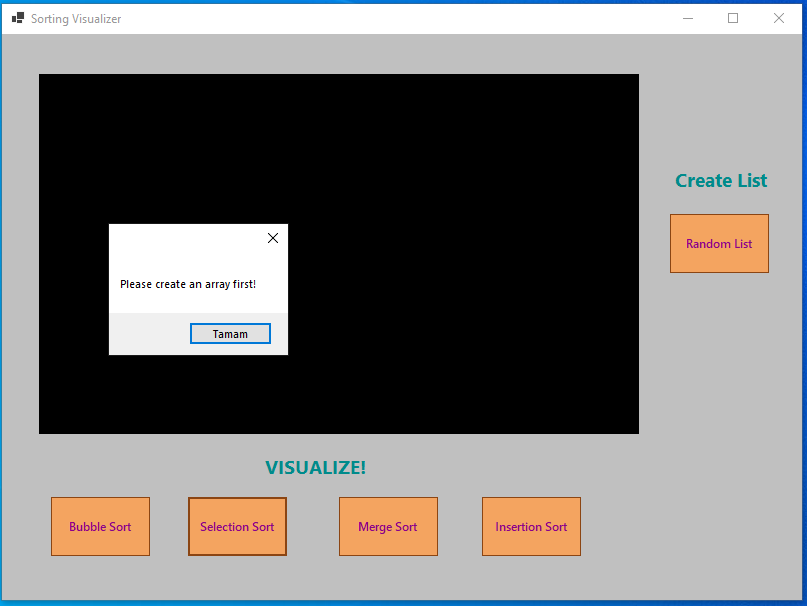 Sorting Visualizer
Create List
Random List
Please create an array first!
Tamam
VISUALIZE!
Bubble Sort
Selection Sort
Merge Sort
Insertion Sort